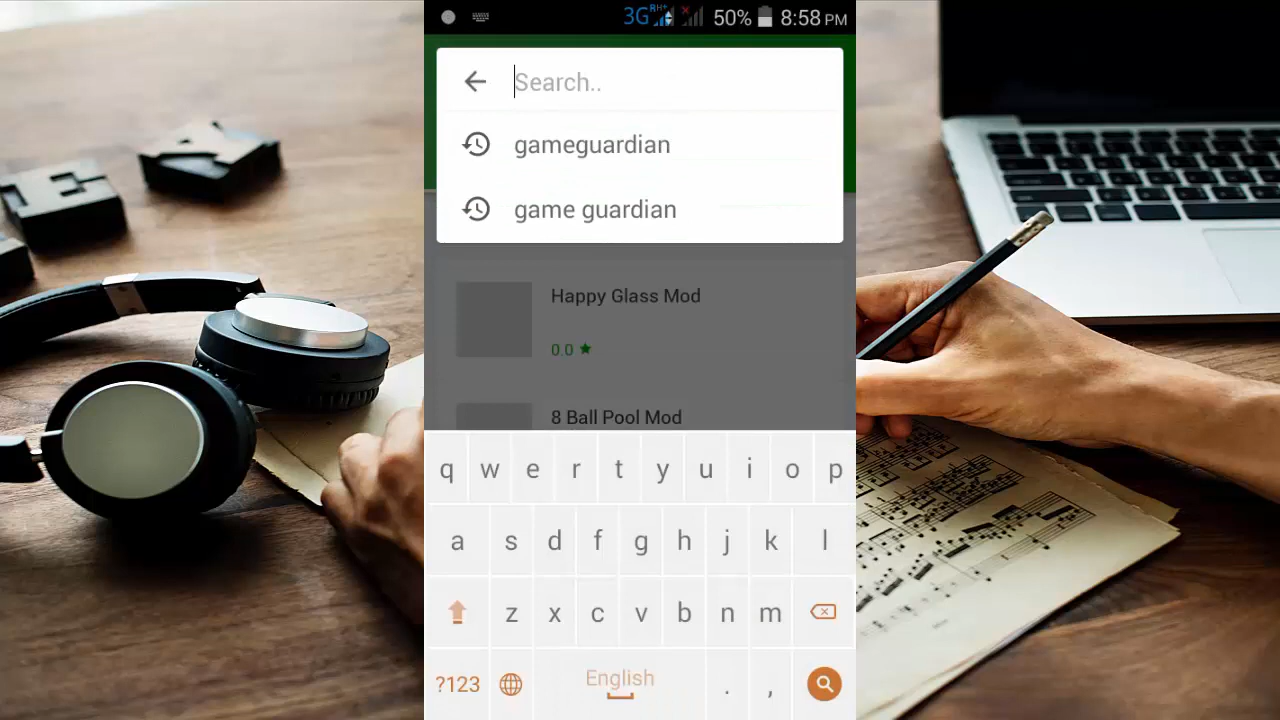 3G RH+ 50% 8:58 PM
Search..
gameguardian
game guardian
Happy Glass Mod
0.0
8 Ball Pool Mod
q w e r t y u i o p
a s d f g h j k l
z x c v b n m
?123 English . ,